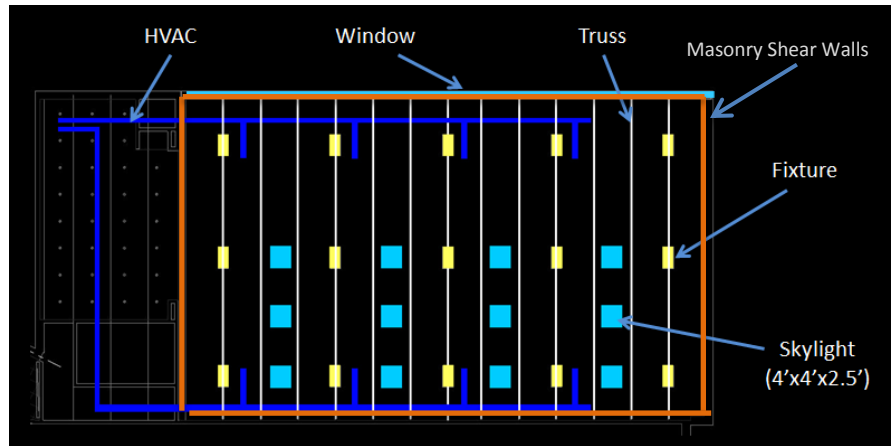 HVAC
Window
Truss
Masonry Shear Walls
Fixture
Skylight
(4’x4’x2.5’)